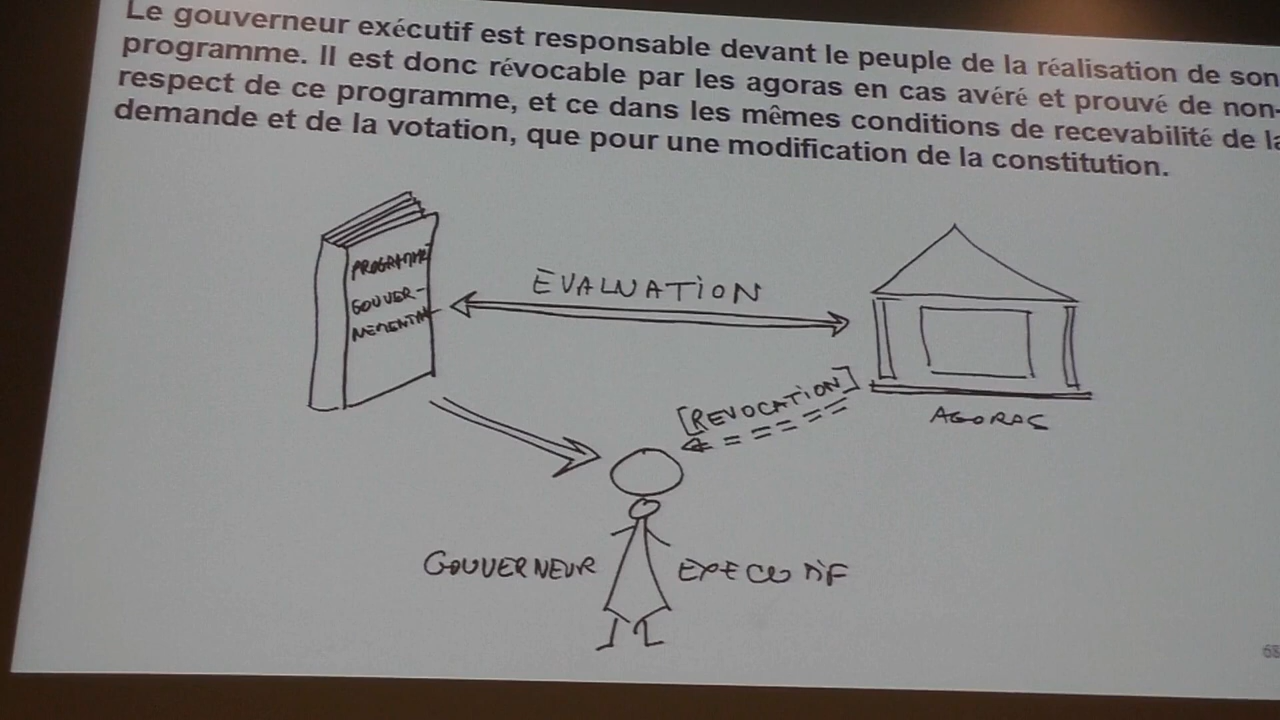 Le gouverneur exécutif est responsable devant le peuple de la réalisation de son
programme. Il est donc révocable par les agoras en cas avéré et prouvé de non-
respect de ce programme, et ce dans les mêmes conditions de recevabilité de la
demande et de la votation, que pour une modification de la constitution.
PROGRAMME
GOUVER-
NEMENTAL
EVALUATION
[REVOCATION]
AGORAS
GOUVERNEUR EXECUTIF
68